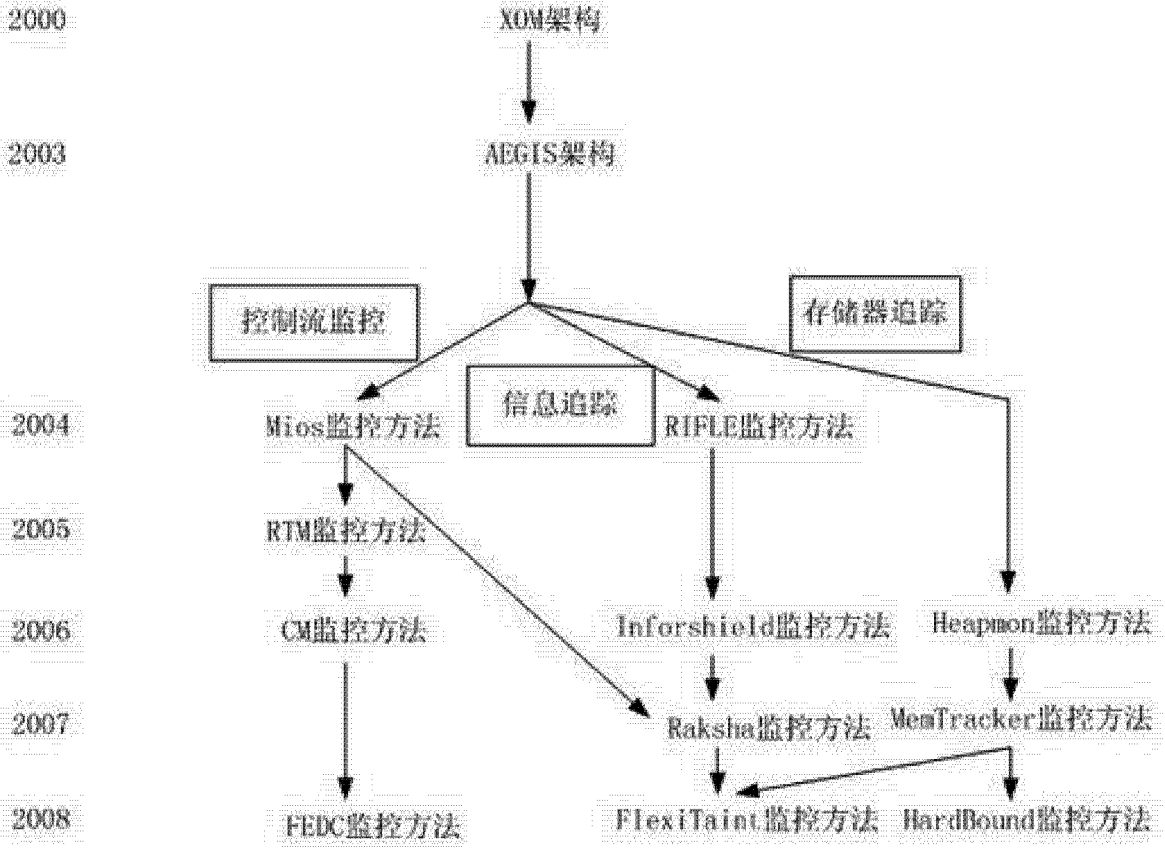 2000 XOM架构
2003 AEGIS架构
控制流监控 存储器追踪
信息追踪
2004 Mios监控方法 RIFLE监控方法
2005 RTM监控方法
2006 CM监控方法 Inforshield监控方法 Heapmon监控方法
2007 Raksha监控方法 MemTracker监控方法
2008 FEDC监控方法 FlexiTaint监控方法 HardBound监控方法